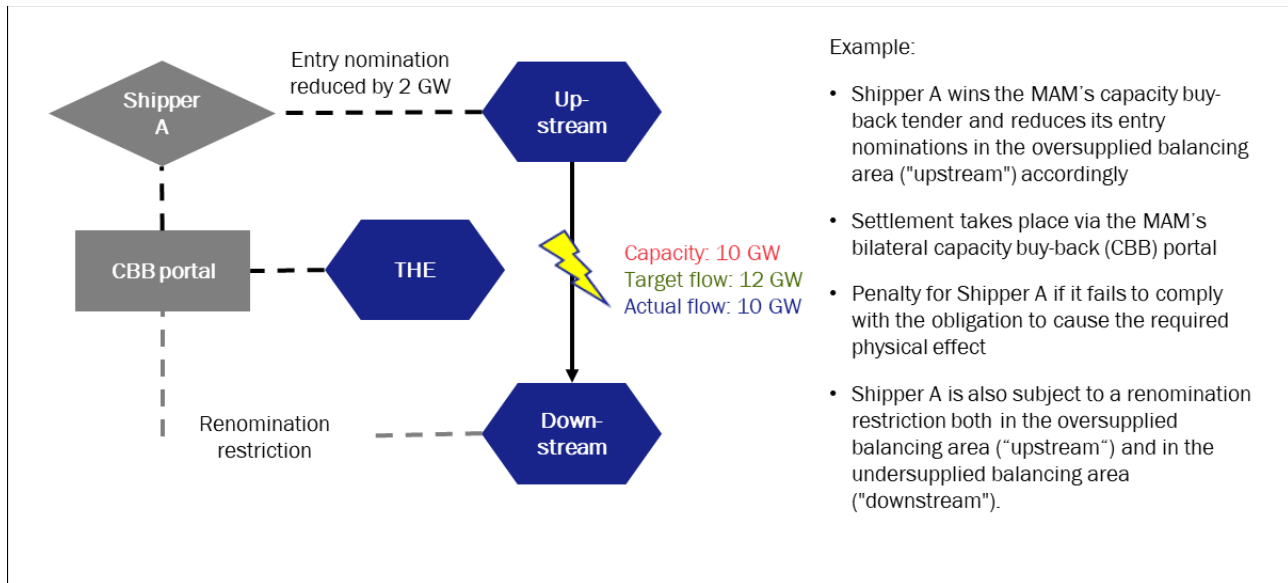 Entry nomination
reduced by 2 GW
Shipper
A
Up-
stream
CBB portal
THE
Capacity: 10 GW
Target flow: 12 GW
Actual flow: 10 GW
Renomination
restriction
Down-
stream
Example:
• Shipper A wins the MAM's capacity buy-
back tender and reduces its entry
nominations in the oversupplied balancing
area ("upstream") accordingly
• Settlement takes place via the MAM's
bilateral capacity buy-back (CBB) portal
• Penalty for Shipper A if it fails to comply
with the obligation to cause the required
physical effect
• Shipper A is also subject to a renomination
restriction both in the oversupplied
balancing area (“upstream“) and in the
undersupplied balancing area
("downstream").